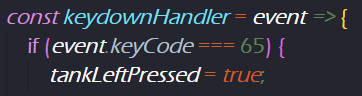 const keydownHandler = event => {
if (event.keyCode === 65) {
tankLeftPressed = true;